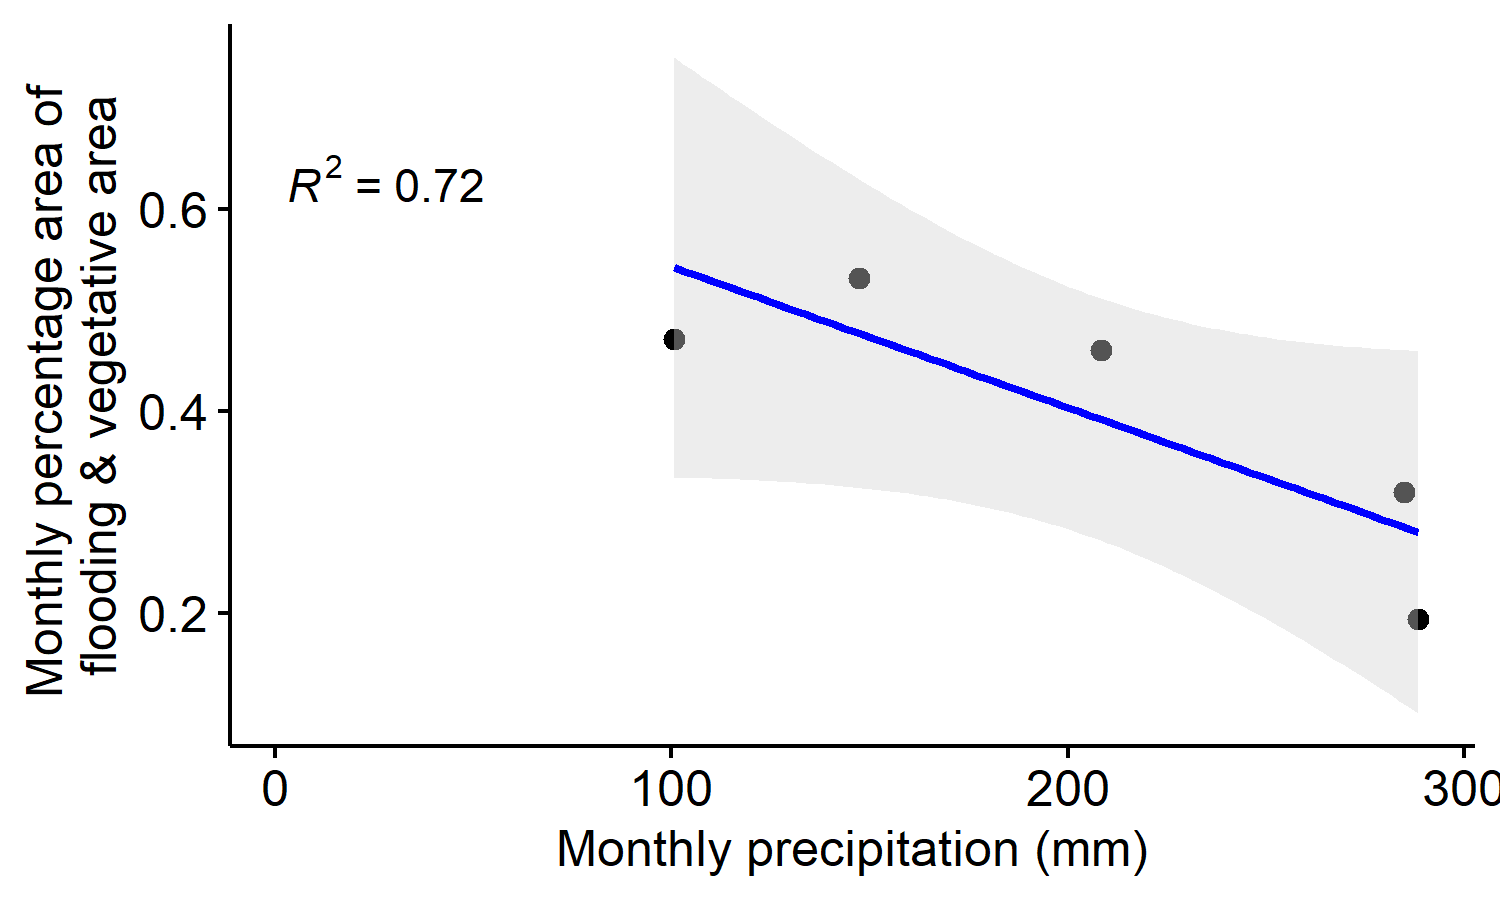 Monthly percentage area of
flooding & vegetative area
R² = 0.72
0.6
0.4
0.2
0 100 200 300
Monthly precipitation (mm)